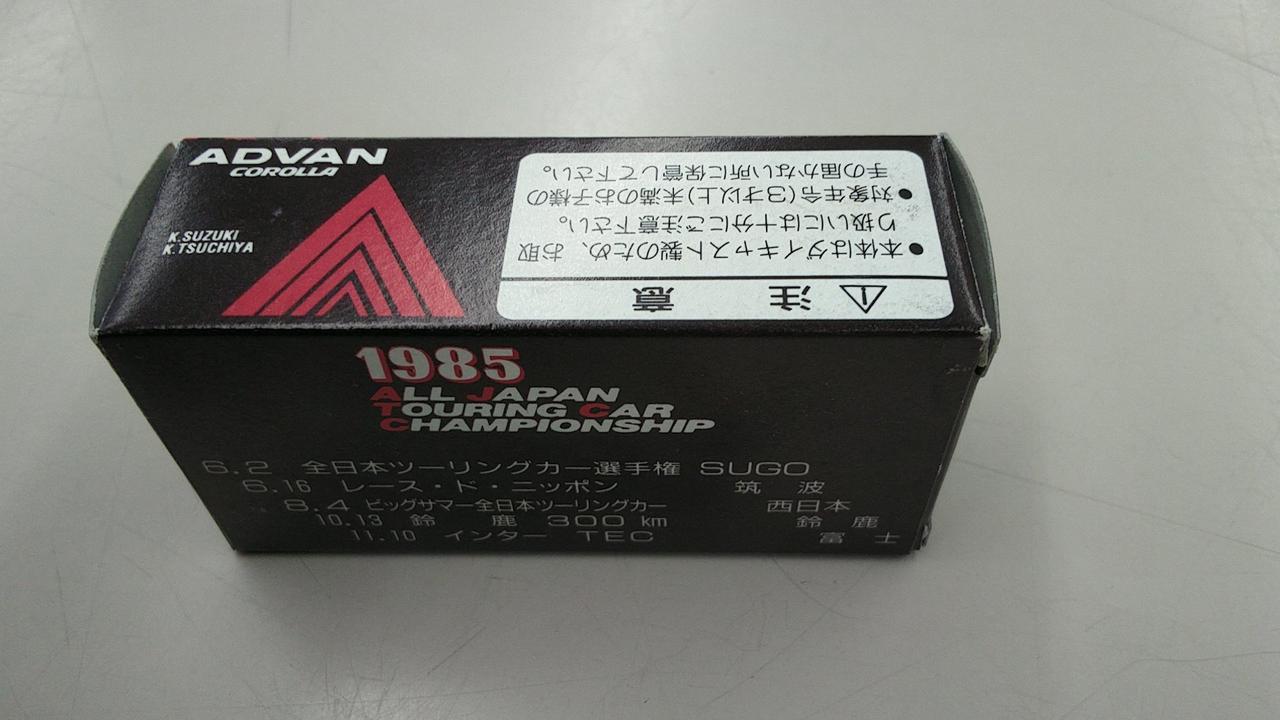 ADVAN
COROLLA
K.SUZUKI
K.TSUCHIYA
注 意
●本体はダイキャスト製のため、お取
り扱いには十分にご注意下さい。
●対象年令(3才以上)未満のお子様の
手の届かない所に保管して下さい。
1985
ALL JAPAN
TOURING CAR
CHAMPIONSHIP
6.2 全日本ツーリングカー選手権 SUGO
6.16 レース・ド・ニッポン 筑 波
8.4 ビッグサマー全日本ツーリングカー 西日本
10.13 鈴 鹿 300 km 鈴 鹿
11.10 インター TEC 富 士